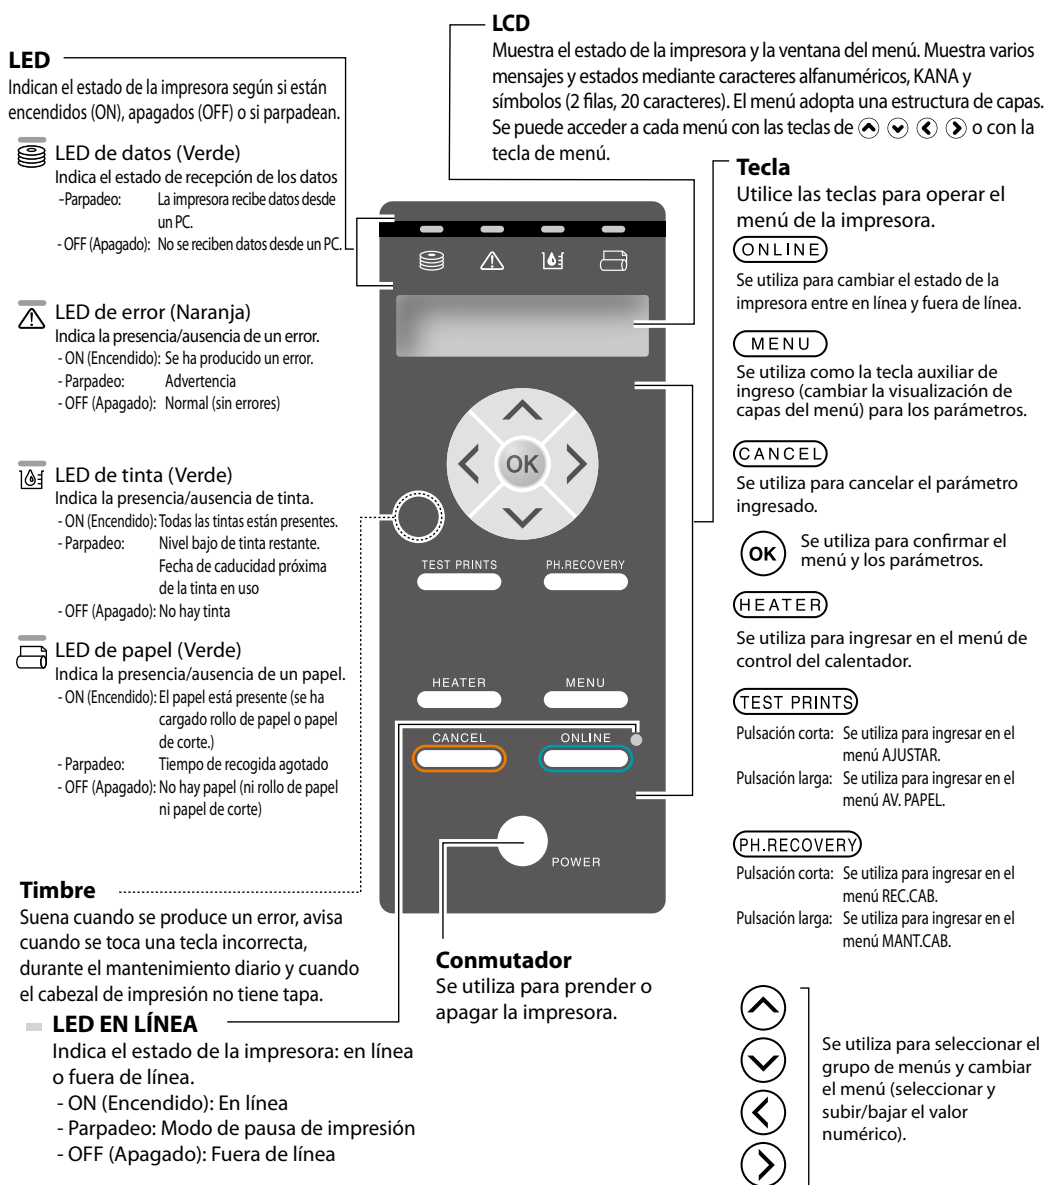 LCD
Muestra el estado de la impresora y la ventana del menú. Muestra varios
mensajes y estados mediante caracteres alfanuméricos, KANA y
símbolos (2 filas, 20 caracteres). El menú adopta una estructura de capas.
Se puede acceder a cada menú con las teclas de o con la
tecla de menú.
LED
Indican el estado de la impresora según si están
encendidos (ON), apagados (OFF) o si parpadean.
LED de datos (Verde)
Indica el estado de recepción de los datos
-Parpadeo: La impresora recibe datos desde
un PC.
- OFF (Apagado): No se reciben datos desde un PC.
LED de error (Naranja)
Indica la presencia/ausencia de un error.
- ON (Encendido): Se ha producido un error.
- Parpadeo: Advertencia
- OFF (Apagado): Normal (sin errores)
LED de tinta (Verde)
Indica la presencia/ausencia de tinta.
- ON (Encendido): Todas las tintas están presentes.
- Parpadeo: Nivel bajo de tinta restante.
Fecha de caducidad próxima
de la tinta en uso
- OFF (Apagado): No hay tinta
LED de papel (Verde)
Indica la presencia/ausencia de un papel.
- ON (Encendido): El papel está presente (se ha
cargado rollo de papel o papel
de corte.)
- Parpadeo: Tiempo de recogida agotado
- OFF (Apagado): No hay papel (ni rollo de papel
ni papel de corte)
Timbre
Suena cuando se produce un error, avisa
cuando se toca una tecla incorrecta,
durante el mantenimiento diario y cuando
el cabezal de impresión no tiene tapa.
LED EN LÍNEA
Indica el estado de la impresora: en línea
o fuera de línea.
- ON (Encendido): En línea
- Parpadeo: Modo de pausa de impresión
- OFF (Apagado): Fuera de línea
OK
TEST PRINTS PH.RECOVERY
HEATER MENU
CANCEL ONLINE
POWER
Conmutador
Se utiliza para prender o
apagar la impresora.
Tecla
Utilice las teclas para operar el
menú de la impresora.
ONLINE
Se utiliza para cambiar el estado de la
impresora entre en línea y fuera de línea.
MENU
Se utiliza como la tecla auxiliar de
ingreso (cambiar la visualización de
capas del menú) para los parámetros.
CANCEL
Se utiliza para cancelar el parámetro
ingresado.
OK
Se utiliza para confirmar el
menú y los parámetros.
HEATER
Se utiliza para ingresar en el menú de
control del calentador.
TEST PRINTS
Pulsación corta: Se utiliza para ingresar en el
menú AJUSTAR.
Pulsación larga: Se utiliza para ingresar en el
menú AV. PAPEL.
PH.RECOVERY
Pulsación corta: Se utiliza para ingresar en el
menú REC.CAB.
Pulsación larga: Se utiliza para ingresar en el
menú MANT.CAB.
Se utiliza para seleccionar el
grupo de menús y cambiar
el menú (seleccionar y
subir/bajar el valor
numérico).